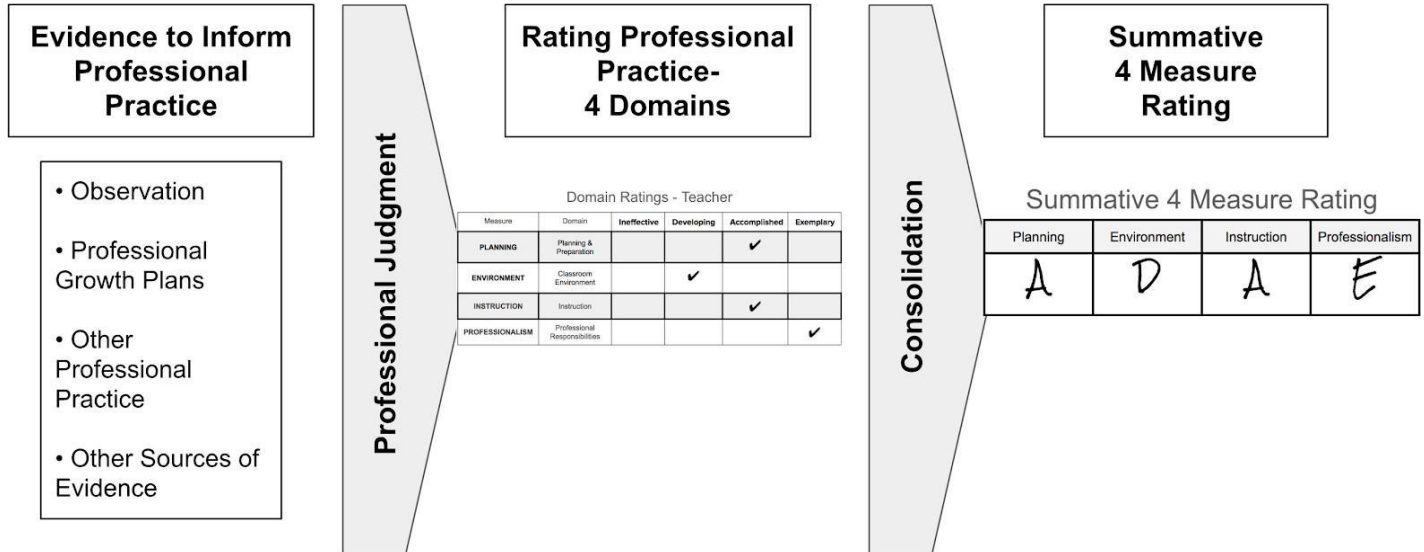 Evidence to Inform
Professional
Practice
• Observation
• Professional
Growth Plans
• Other
Professional
Practice
• Other Sources of
Evidence
Professional Judgment
Rating Professional
Practice-
4 Domains
Domain Ratings - Teacher
Measure Domain Ineffective Developing Accomplished Exemplary
PLANNING Planning &
Preparation ✔
ENVIRONMENT Classroom
Environment ✔
INSTRUCTION Instruction ✔
PROFESSIONALISM Professional
Responsibilities ✔
Consolidation
Summative
4 Measure
Rating
Summative 4 Measure Rating
Planning Environment Instruction Professionalism
A D A E